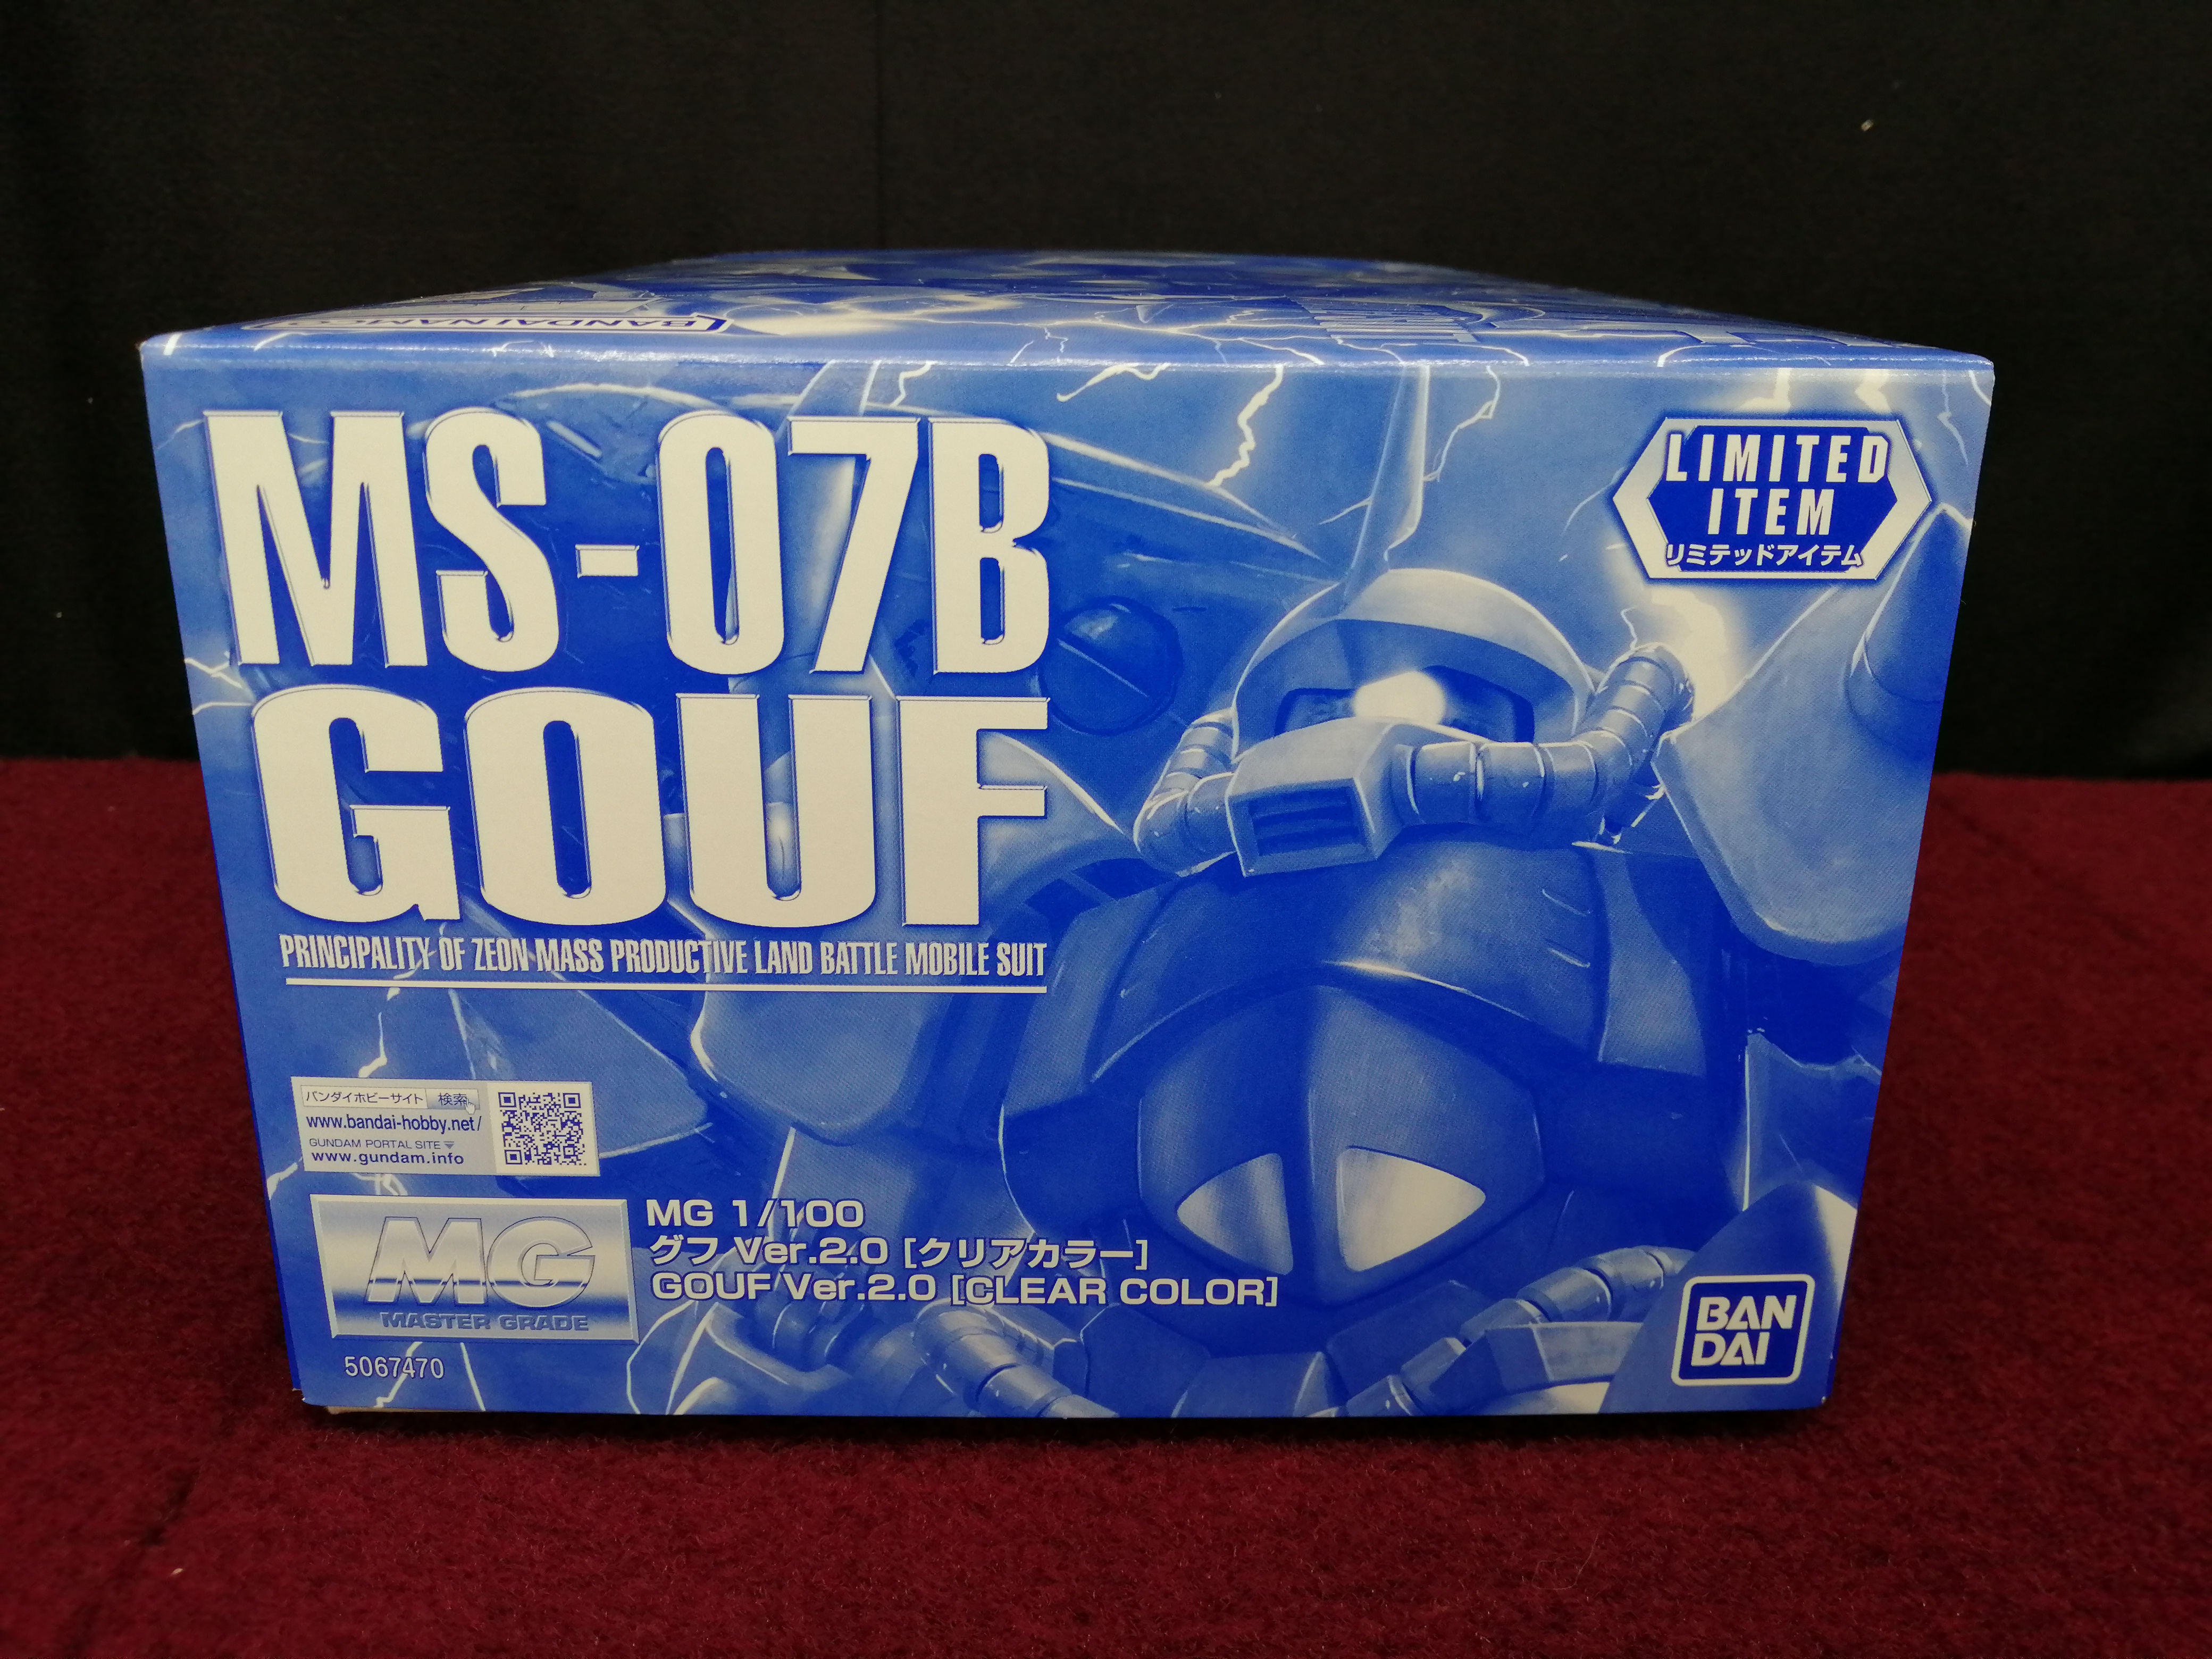 BANDAI NAMCO
MS-07B
GOUF
PRINCIPALITY OF ZEON MASS PRODUCTIVE LAND BATTLE MOBILE SUIT
LIMITED
ITEM
リミテッドアイテム
バンダイホビーサイト 検索
www.bandai-hobby.net/
GUNDAM PORTAL SITE
www.gundam.info
MG
MASTER GRADE
MG 1/100
グフ Ver.2.0 [クリアカラー]
GOUF Ver.2.0 [CLEAR COLOR]
5067470
BAN
DAI